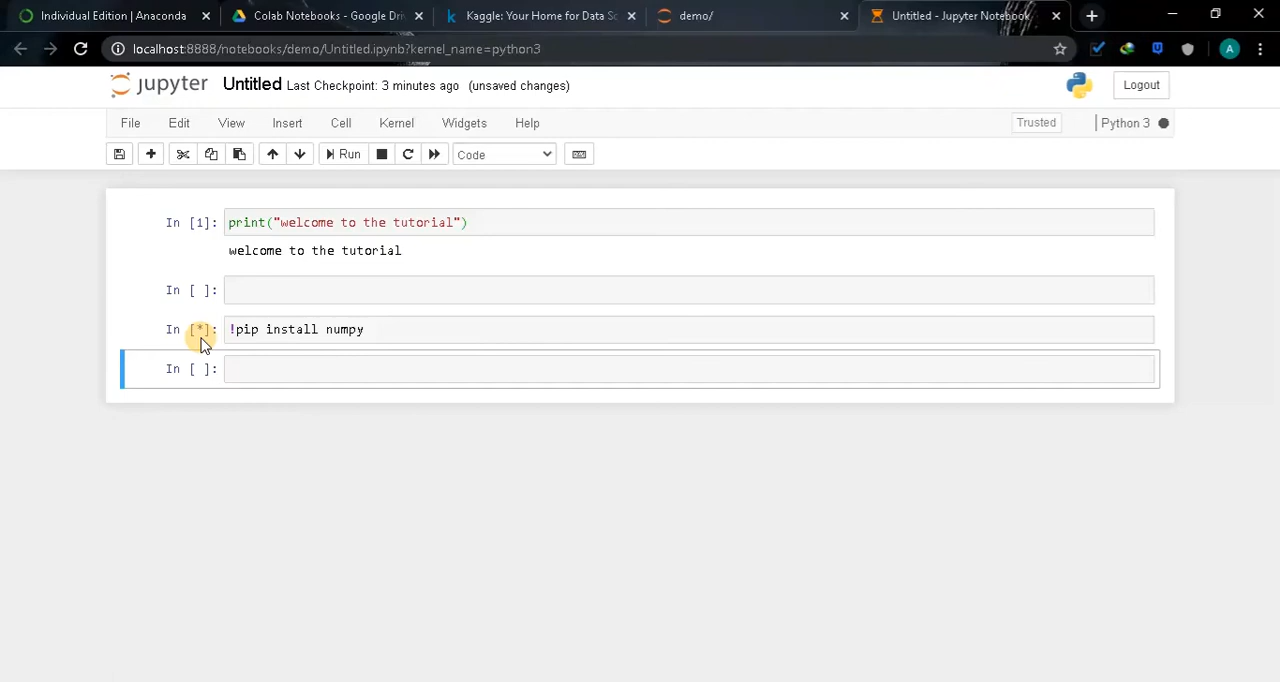 Individual Edition | Anaconda
Colab Notebooks - Google Dri
Kaggle: Your Home for Data Sc
demo/
Untitled - Jupyter Notebook
localhost:8888/notebooks/demo/Untitled.ipynb?kernel_name=python3
A
jupyter Untitled Last Checkpoint: 3 minutes ago (unsaved changes)
Logout
File Edit View Insert Cell Kernel Widgets Help
Trusted
Python 3
Run
Code
In [1]: print("welcome to the tutorial")
welcome to the tutorial
In [ ]:
In [*]: !pip install numpy
In [ ]: